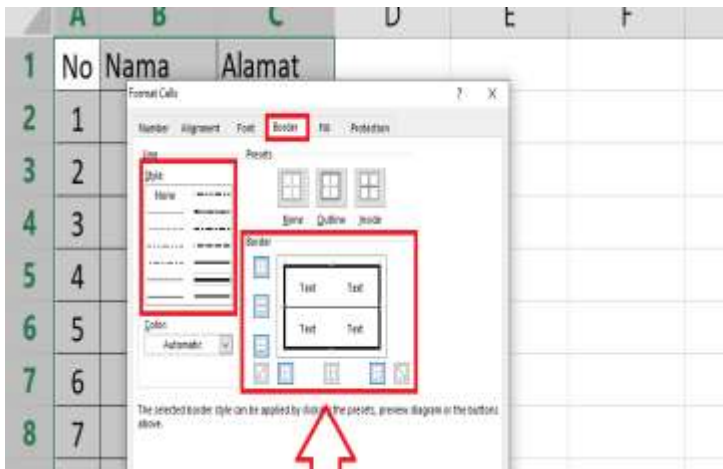 A B C D E F
1 No Nama Alamat
Format Cells ? X
2 1
Number Alignment Font Border Fill Protection
3 2
Line Presets
Style
None
4 3
None Outline Inside
Border
5 4
Text Text
6 5
Color: Text Text
Automatic
7 6
The selected border style can be applied by clicking the presets, preview diagram or the buttons
above.
8 7